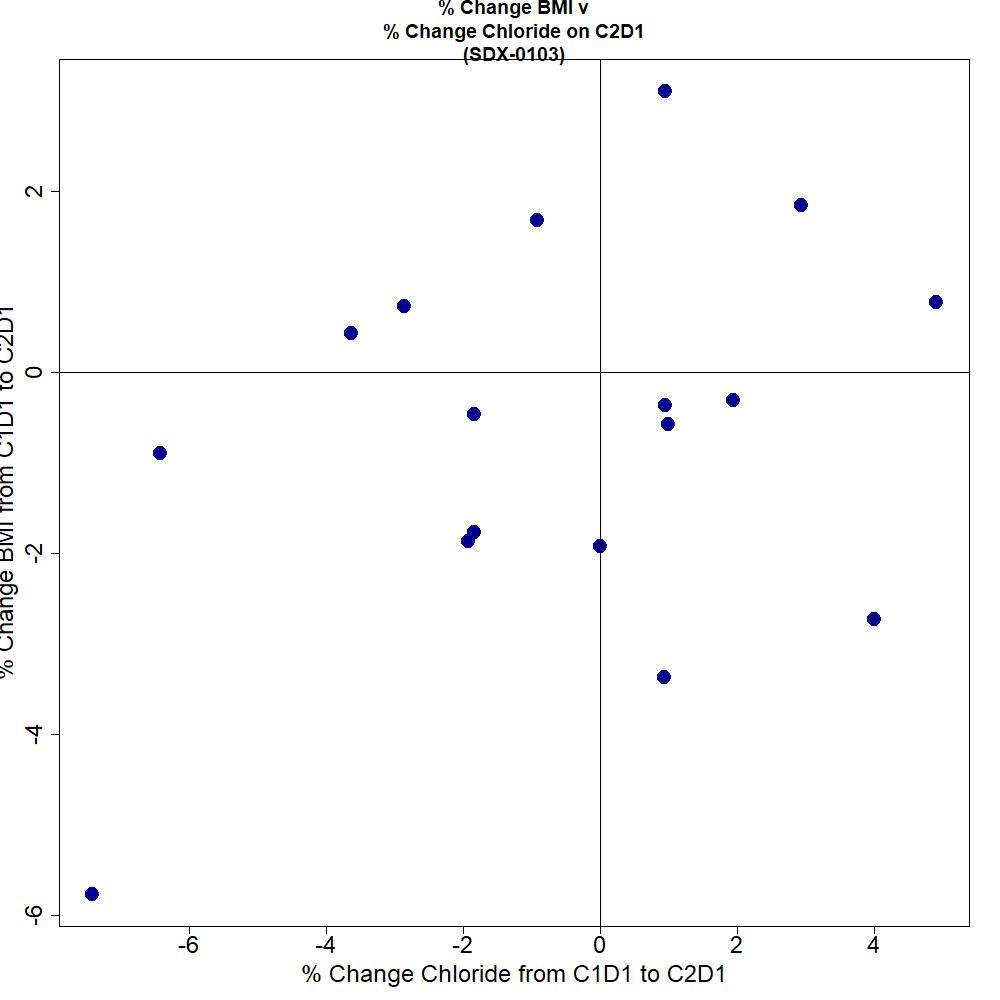 % Change BMI v
% Change Chloride on C2D1
(SDX-0103)
% Change BMI from C1D1 to C2D1
2
0
-2
-4
-6
-6
-4
-2
0
2
4
% Change Chloride from C1D1 to C2D1